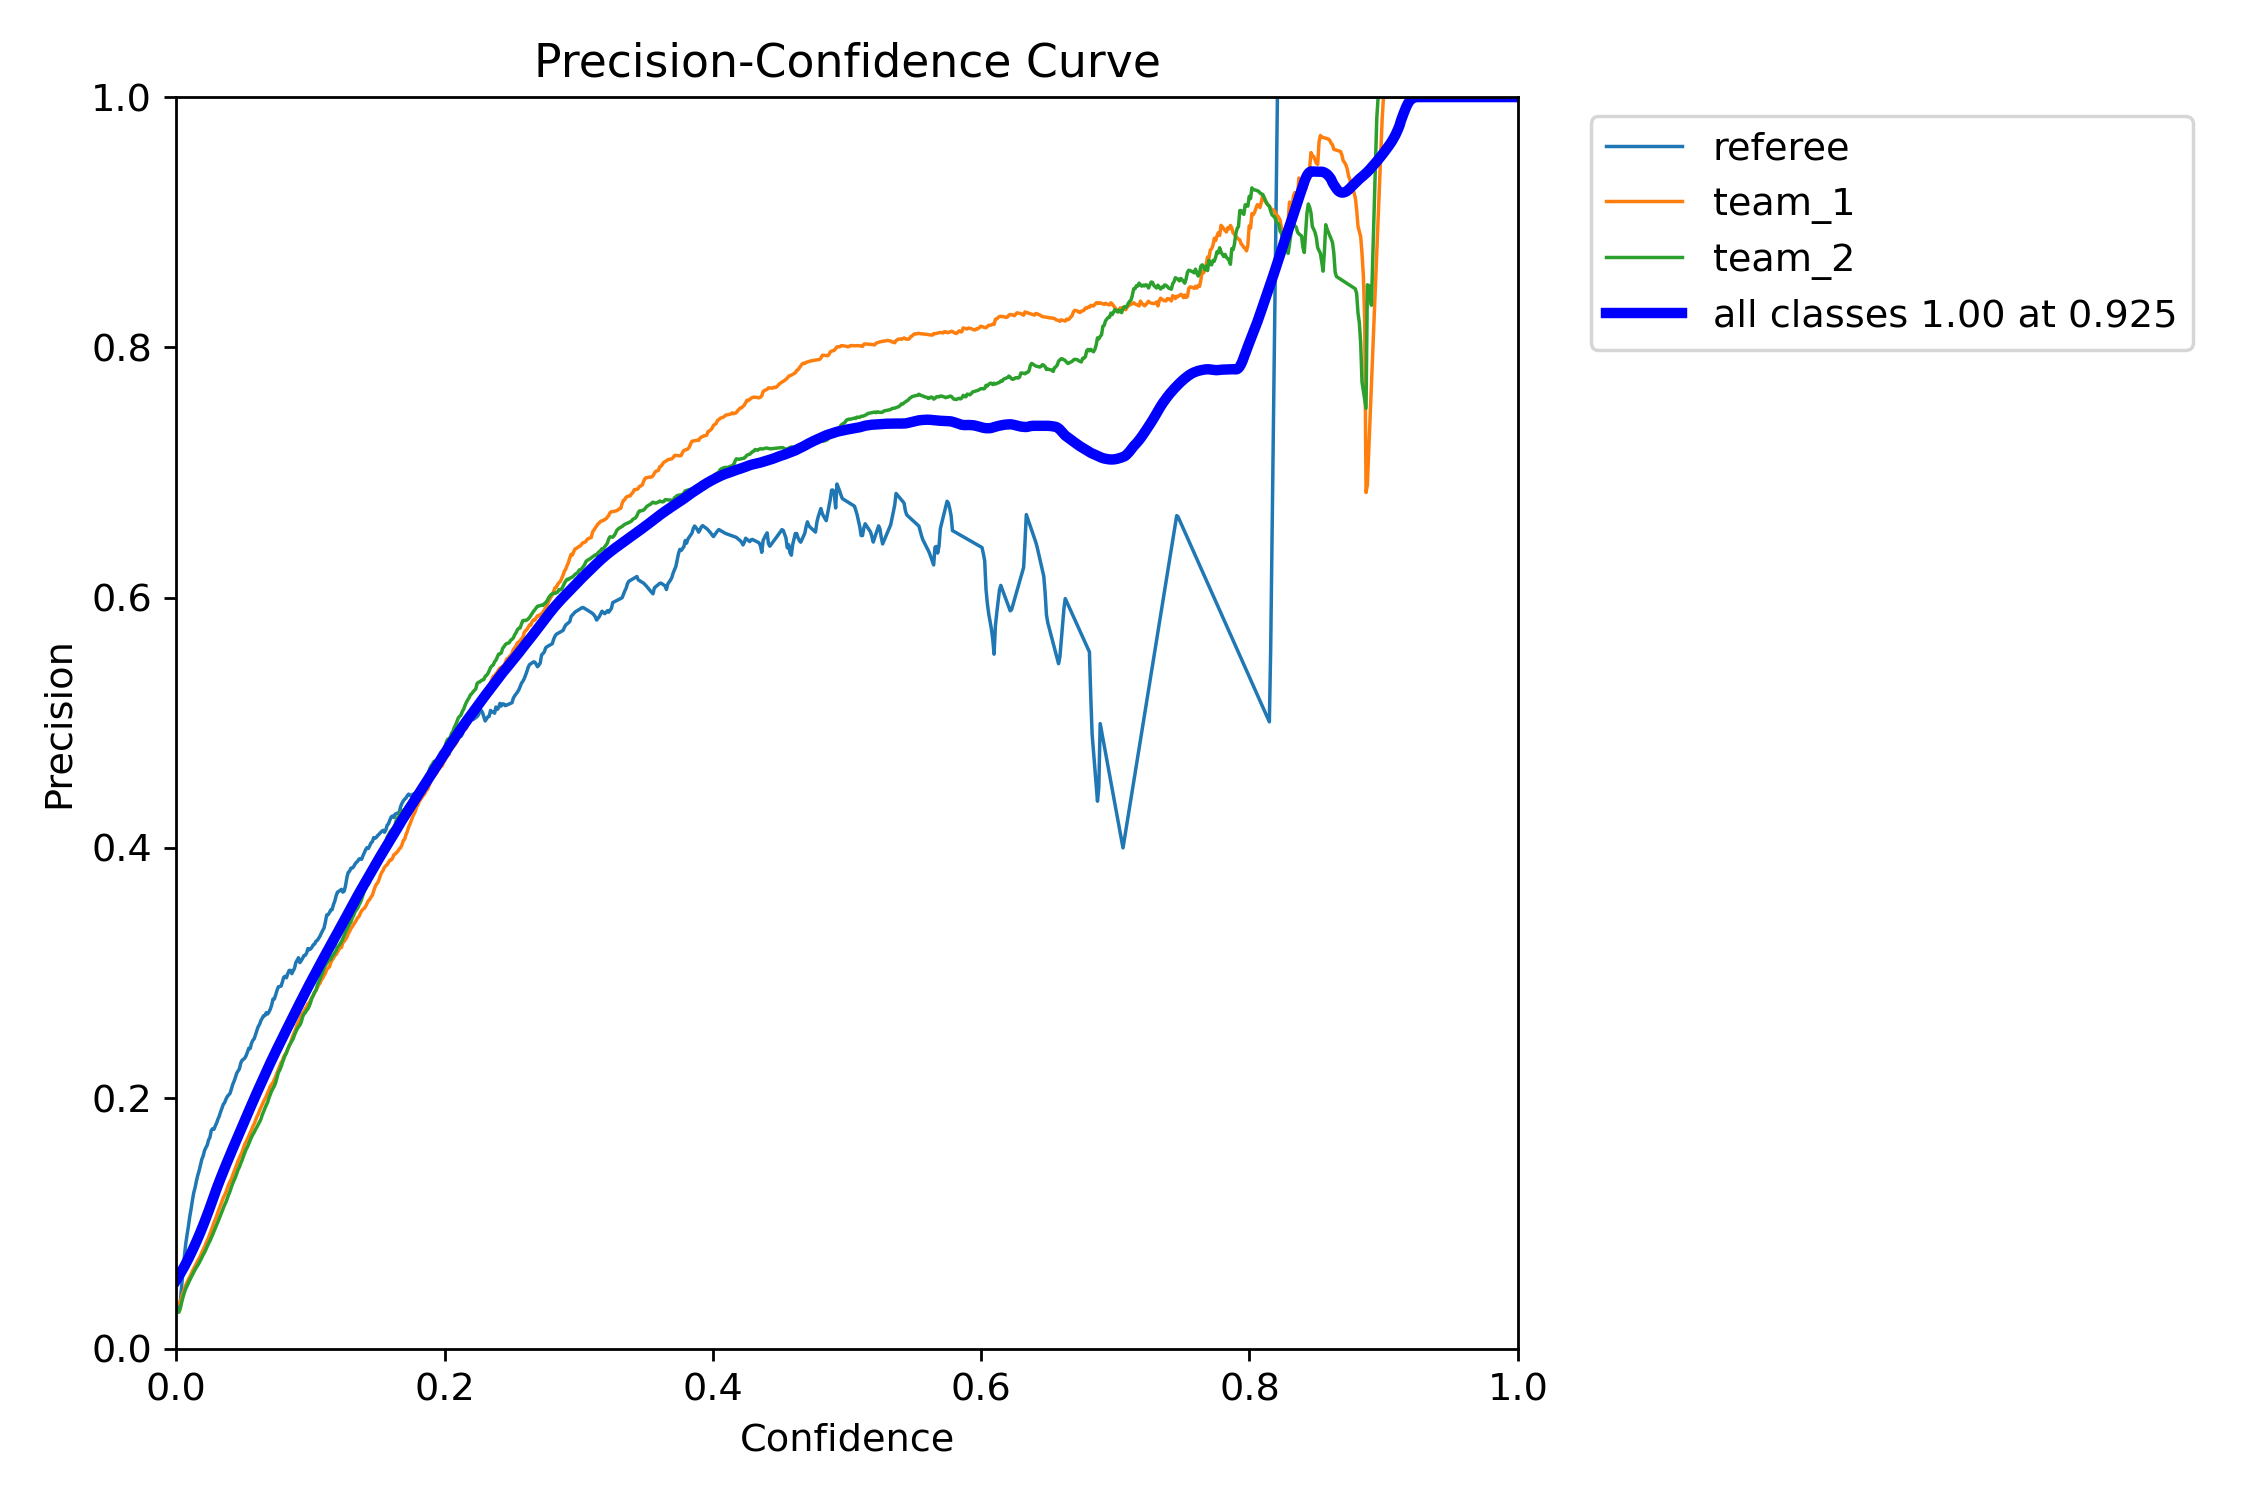 Precision-Confidence Curve
1.0
0.8
0.6
0.4
0.2
0.0
Precision
0.0 0.2 0.4 0.6 0.8 1.0
Confidence
referee
team_1
team_2
all classes 1.00 at 0.925